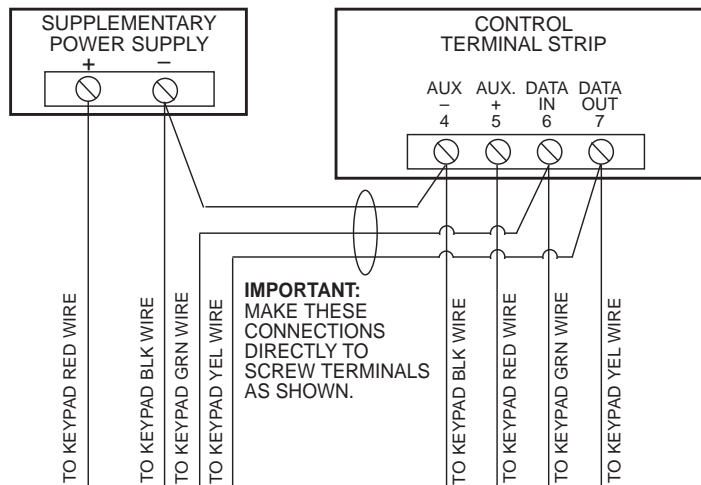 SUPPLEMENTARY
POWER SUPPLY
+ –
CONTROL
TERMINAL STRIP
AUX AUX. DATA DATA
– + IN OUT
4 5 6 7
IMPORTANT:
MAKE THESE
CONNECTIONS
DIRECTLY TO
SCREW TERMINALS
AS SHOWN.
TO KEYPAD RED WIRE
TO KEYPAD BLK WIRE
TO KEYPAD GRN WIRE
TO KEYPAD YEL WIRE
TO KEYPAD BLK WIRE
TO KEYPAD RED WIRE
TO KEYPAD GRN WIRE
TO KEYPAD YEL WIRE